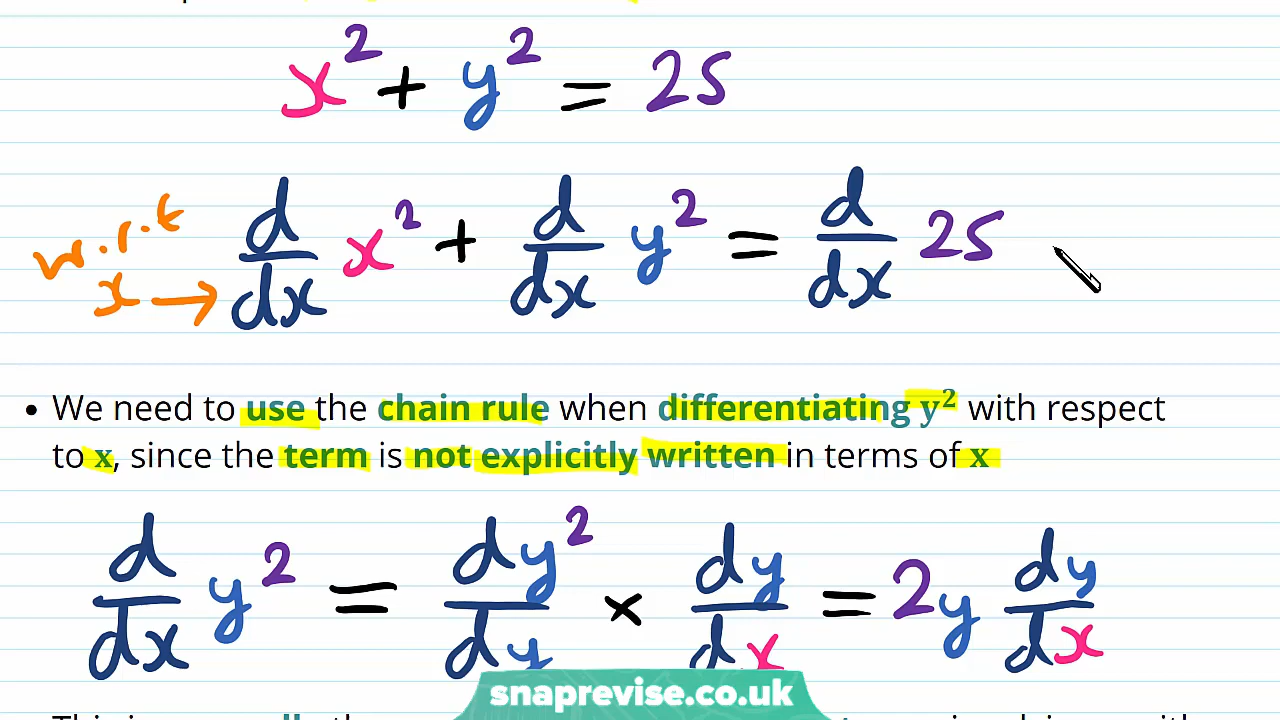 x² + y² = 25
w.r.t
x → d/dx x² + d/dx y² = d/dx 25
• We need to use the chain rule when differentiating y² with respect
to x, since the term is not explicitly written in terms of x
d/dx y² = dy²/dy × dy/dx = 2y dy/dx
snaprevise.co.uk